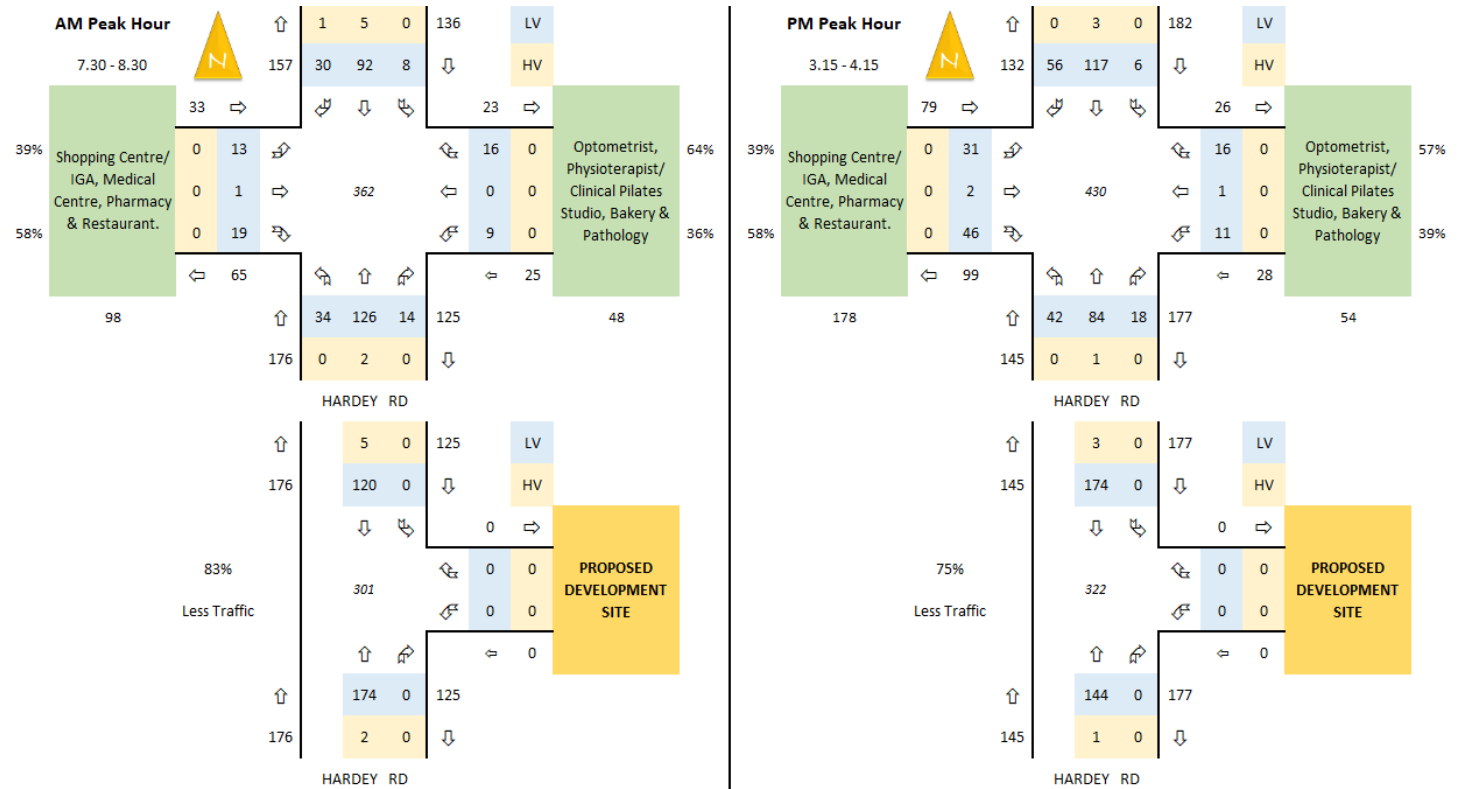 AM Peak Hour
N
1 5 0 136 LV
7.30 - 8.30 157 30 92 8 HV
33 23
39% Shopping Centre/ IGA, Medical Centre, Pharmacy & Restaurant. 0 13 16 0 Optometrist, Physioterapist/ Clinical Pilates Studio, Bakery & Pathology 64%
0 1 362 0 0
58% 0 19 9 0 36%
65 25
98 34 126 14 125 48
176 0 2 0
HARDEY RD
5 0 125 LV
176 120 0 HV
0
83% 0 0 PROPOSED DEVELOPMENT SITE
301
Less Traffic 0 0
0
174 0 125
176 2 0
HARDEY RD
PM Peak Hour
N
0 3 0 182 LV
3.15 - 4.15 132 56 117 6 HV
79 26
39% Shopping Centre/ IGA, Medical Centre, Pharmacy & Restaurant. 0 31 16 0 Optometrist, Physioterapist/ Clinical Pilates Studio, Bakery & Pathology 57%
0 2 430 1 0
58% 0 46 11 0 39%
99 28
178 42 84 18 177 54
145 0 1 0
HARDEY RD
3 0 177 LV
145 174 0 HV
0
75% 0 0 PROPOSED DEVELOPMENT SITE
322
Less Traffic 0 0
0
144 0 177
145 1 0
HARDEY RD